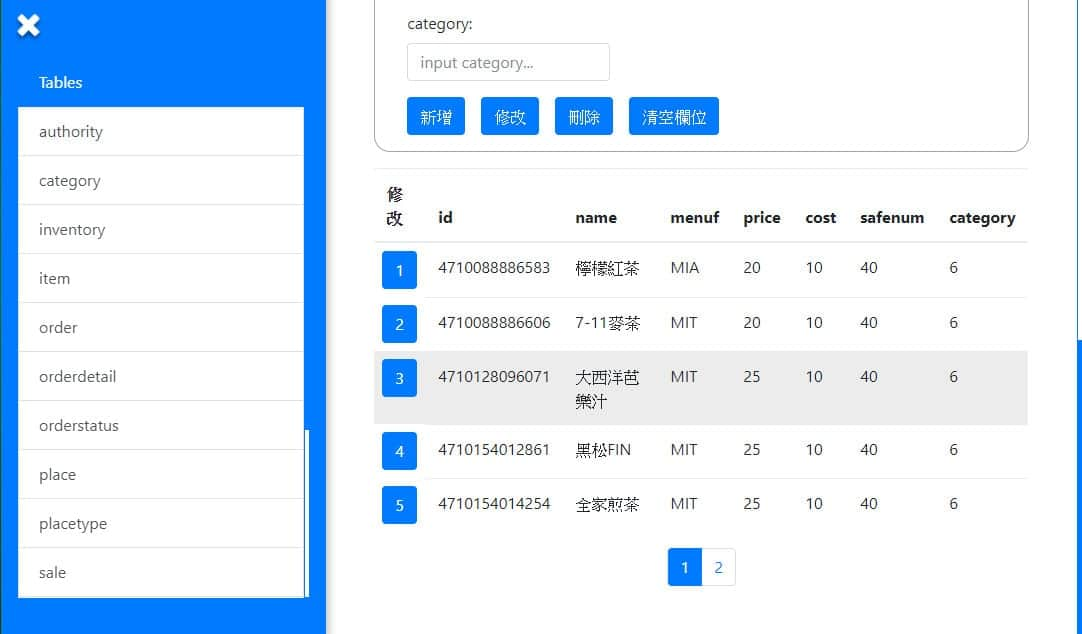 Tables
authority
category
inventory
item
order
orderdetail
orderstatus
place
placetype
sale
category:
input category...
新增 修改 刪除 清空欄位
修
改 id name menuf price cost safenum category
1 4710088886583 檸檬紅茶 MIA 20 10 40 6
2 4710088886606 7-11麥茶 MIT 20 10 40 6
3 4710128096071 大西洋芭 MIT 25 10 40 6
樂汁
4 4710154012861 黑松FIN MIT 25 10 40 6
5 4710154014254 全家煎茶 MIT 25 10 40 6
1 2